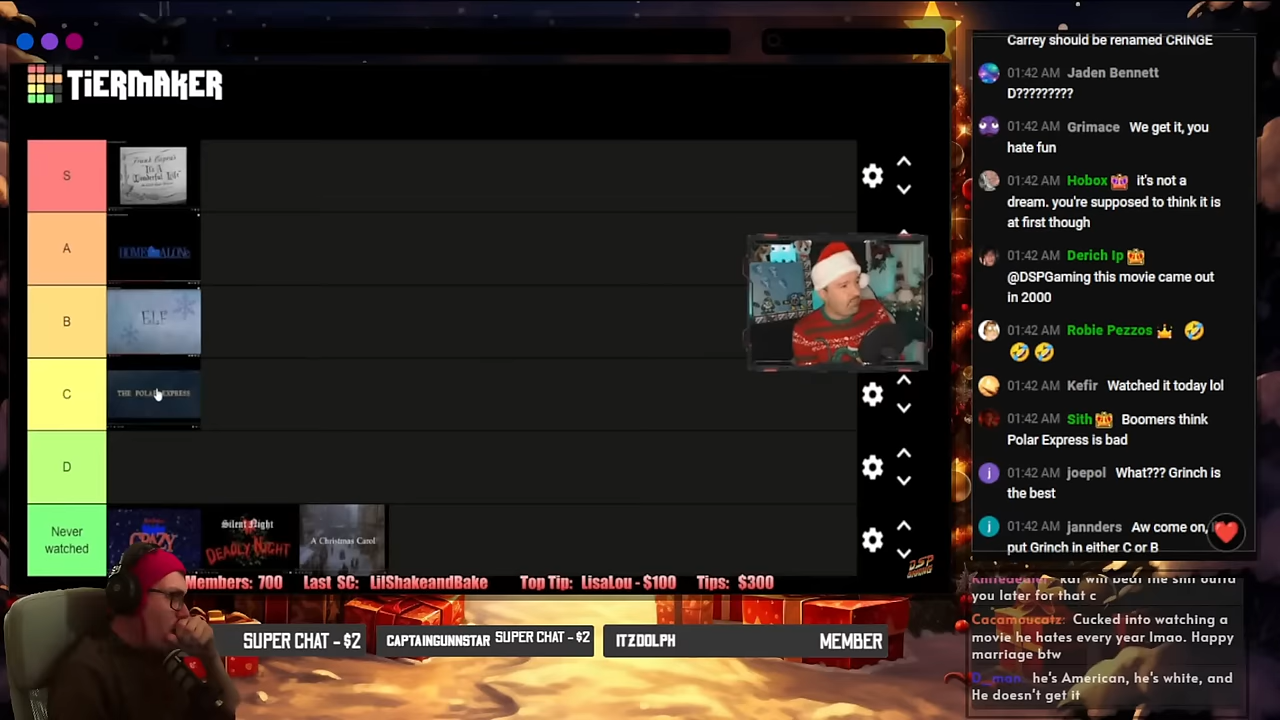 TiERMAKER
S
Frank Capra's
It's A
Wonderful Life
A
HOME ALONe
B
ELF
C
THE POLAR EXPRESS
D
Never
watched
CRAZY
Silent Night
DEADLY NIGHT
A Christmas Carol
DSP
GAMING
Members: 700 Last SC: LilShakeandBake Top Tip: LisaLou - $100 Tips: $300
SUPER CHAT - $2
CAPTAINGUNNSTAR SUPER CHAT - $2
ITZDOLPH MEMBER
Carrey should be renamed CRINGE
01:42 AM Jaden Bennett
D?????????
01:42 AM Grimace We get it, you
hate fun
01:42 AM Hobox it's not a
dream. you're supposed to think it is
at first though
01:42 AM Derich Ip
@DSPGaming this movie came out
in 2000
01:42 AM Robie Pezzos
01:42 AM Kefir Watched it today lol
01:42 AM Sith Boomers think
Polar Express is bad
01:42 AM joepol What??? Grinch is
the best
01:42 AM jannders Aw come on,
put Grinch in either C or B
you later for that c
Cacamoucatz: Cucked into watching a
movie he hates every year lmao. Happy
marriage btw
D__man he's American, he's white, and
He doesn't get it